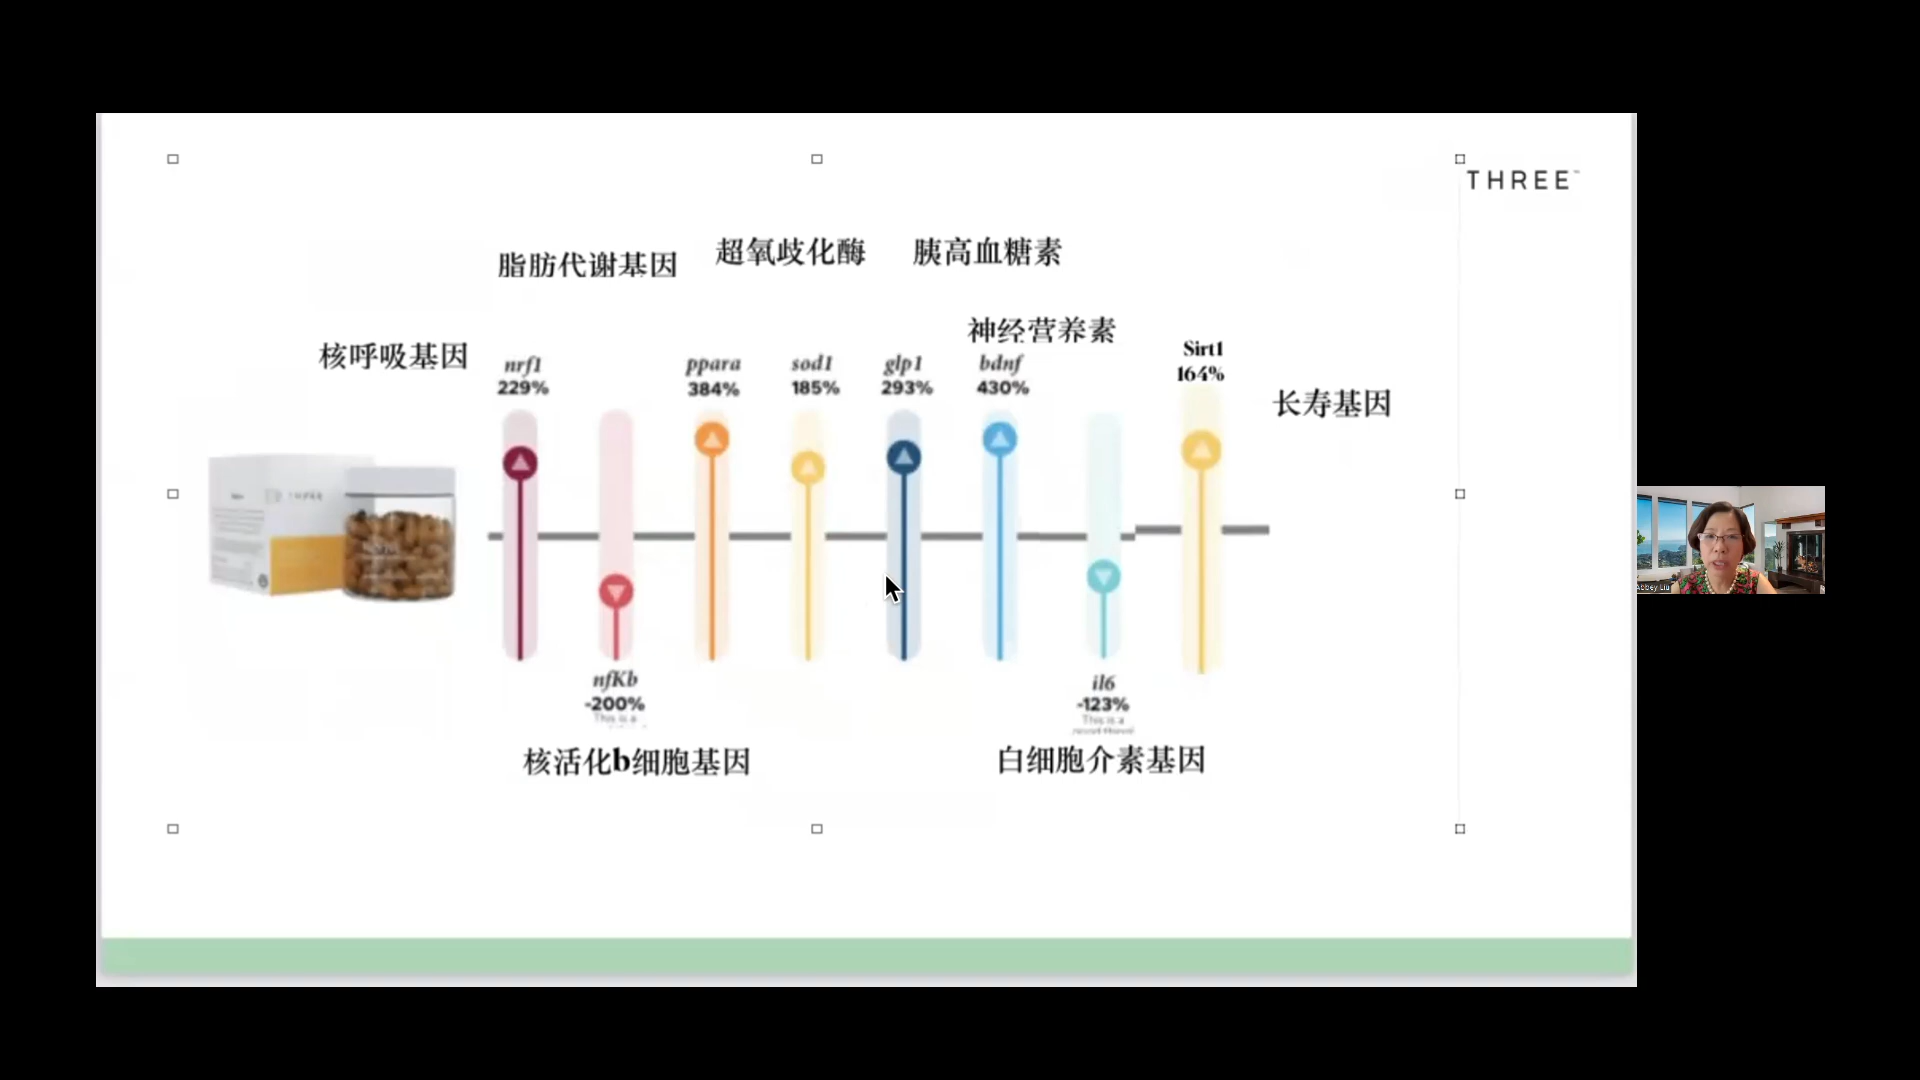 THREE™
脂肪代谢基因
超氧歧化酶
胰高血糖素
神经营养素
核呼吸基因
nrf1
229%
ppara
384%
sod1
185%
glp1
293%
bdnf
430%
Sirt1
164%
长寿基因
THREE
nfKb
-200%
This is a
il6
-123%
This is a
核活化b细胞基因
白细胞介素基因
Abbey Liu